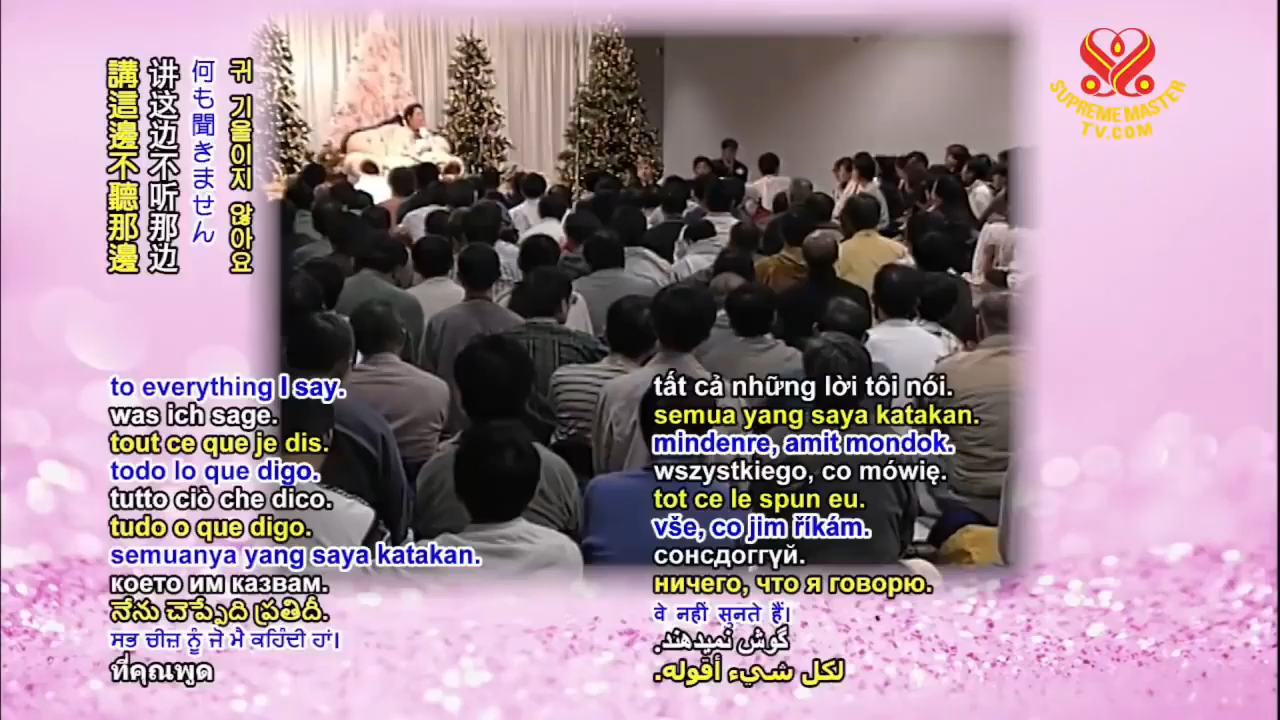 講這邊不聽那邊
讲这边不听那边
何も聞きません
귀 기울이지 않아요
SUPREME MASTER
TV.COM
to everything I say.
was ich sage.
tout ce que je dis.
todo lo que digo.
tutto ciò che dico.
tudo o que digo.
semuanya yang saya katakan.
което им казвам.
నేను చెప్పేది ప్రతిదీ.
ਸਭ ਚੀਜ਼ ਨੂੰ ਜੋ ਮੈ ਕਹਿੰਦੀ ਹਾਂ।
ที่คุณพูด
tất cả những lời tôi nói.
semua yang saya katakan.
mindenre, amit mondok.
wszystkiego, co mówię.
tot ce le spun eu.
vše, co jim říkám.
сонсдоггүй.
ничего, что я говорю.
वे नहीं सुनते हैं।
گوش نمیدهند.
لكل شيء أقوله.